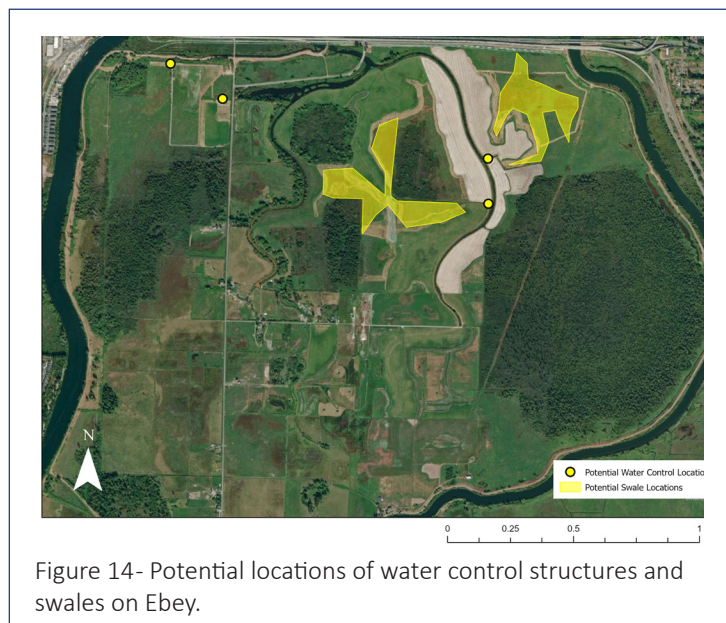 N
Potential Water Control Locatio
Potential Swale Locations
0 0.25 0.5 1
Figure 14- Potential locations of water control structures and
swales on Ebey.